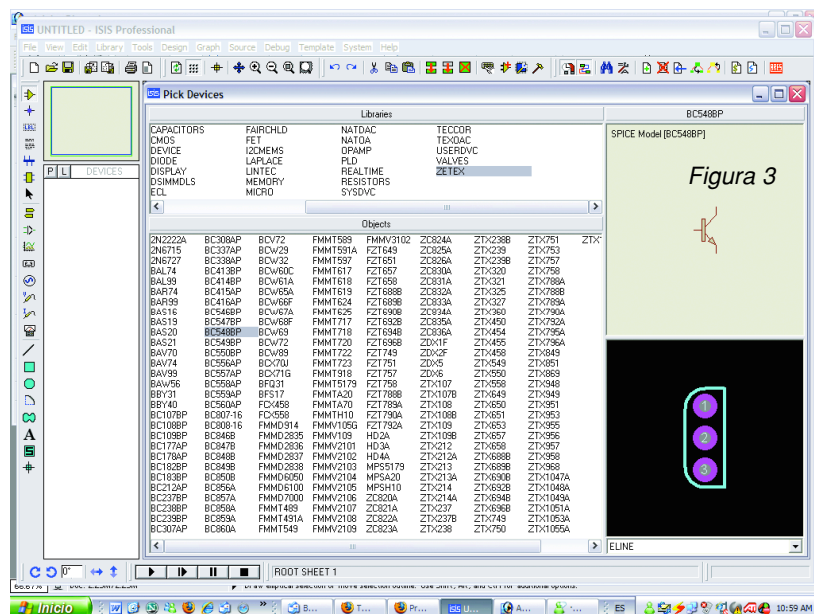 UNTITLED - ISIS Professional
File View Edit Library Tools Design Graph Source Debug Template System Help
Pick Devices
Libraries
CAPACITORS FAIRCHLD NATDAC TECCOR
CMOS FET NATOA TEXOAC
DEVICE I2CMEMS OPAMP USERDVC
DIODE LAPLACE PLD VALVES
DISPLAY LINTEC REALTIME ZETEX
DSIMMDLS MEMORY RESISTORS
ECL MICRO SYSDVC
BC548BP
SPICE Model [BC548BP]
Figura 3
P L DEVICES
Objects
2N2222A BC308AP BCV72 FMMT589 FMMV3102 ZC824A ZTX238B ZTX751 ZTX
2N6715 BC337AP BCW29 FMMT591A FZT649 ZC825A ZTX239 ZTX753
2N6727 BC338AP BCW32 FMMT597 FZT651 ZC826A ZTX239B ZTX757
BAL74 BC413BP BCW60C FMMT617 FZT657 ZC830A ZTX320 ZTX758
BAL99 BC414BP BCW61A FMMT618 FZT658 ZC831A ZTX321 ZTX788A
BAR74 BC415AP BCW65A FMMT619 FZT688B ZC832A ZTX325 ZTX788B
BAR99 BC416AP BCW66F FMMT624 FZT689B ZC833A ZTX327 ZTX789A
BAS16 BC546BP BCW67A FMMT625 FZT690B ZC834A ZTX360 ZTX790A
BAS19 BC547BP BCW68F FMMT717 FZT692B ZC835A ZTX450 ZTX792A
BAS20 BC548BP BCW69 FMMT718 FZT694B ZC836A ZTX454 ZTX795A
BAS21 BC549BP BCW72 FMMT720 FZT696B ZDX1F ZTX455 ZTX796A
BAV70 BC550BP BCW89 FMMT722 FZT749 ZDX2F ZTX458 ZTX849
BAV74 BC556AP BCX70J FMMT723 FZT751 ZDX5 ZTX549 ZTX851
BAV99 BC557AP BCX71G FMMT918 FZT757 ZDX6 ZTX550 ZTX869
BAW56 BC558AP BFQ31 FMMT5179 FZT758 ZTX107 ZTX558 ZTX948
BBY31 BC559AP BFS17 FMMTA20 FZT788B ZTX107B ZTX649 ZTX949
BBY40 BC560AP FCX458 FMMTA70 FZT789A ZTX108 ZTX650 ZTX951
BC107BP BC807-16 FCX558 FMMTH10 FZT790A ZTX108B ZTX651 ZTX953
BC108BP BC808-16 FMMD914 FMMV105G FZT792A ZTX109 ZTX653 ZTX955
BC109BP BC846B FMMD2835 FMMV109 HD2A ZTX109B ZTX657 ZTX956
BC177AP BC847B FMMD2836 FMMV2101 HD3A ZTX212 ZTX658 ZTX957
BC178AP BC848B FMMD2837 FMMV2102 HD4A ZTX212A ZTX688B ZTX958
BC182BP BC849B FMMD2838 FMMV2103 MPS5179 ZTX213 ZTX689B ZTX968
BC183BP BC850B FMMD6050 FMMV2104 MPSA20 ZTX213A ZTX690B ZTX1047A
BC212AP BC856A FMMD6100 FMMV2105 MPSH10 ZTX214 ZTX692B ZTX1048A
BC237BP BC857A FMMD7000 FMMV2106 ZC820A ZTX214A ZTX694B ZTX1049A
BC238BP BC858A FMMT489 FMMV2107 ZC821A ZTX237 ZTX696B ZTX1051A
BC239BP BC859A FMMT491A FMMV2108 ZC822A ZTX237B ZTX749 ZTX1053A
BC307AP BC860A FMMT549 FMMV2109 ZC823A ZTX238 ZTX750 ZTX1055A
1
2
3
ELINE
0° ROOT SHEET 1
Inicio B... T... Pr... U... A... ES 10:59 AM